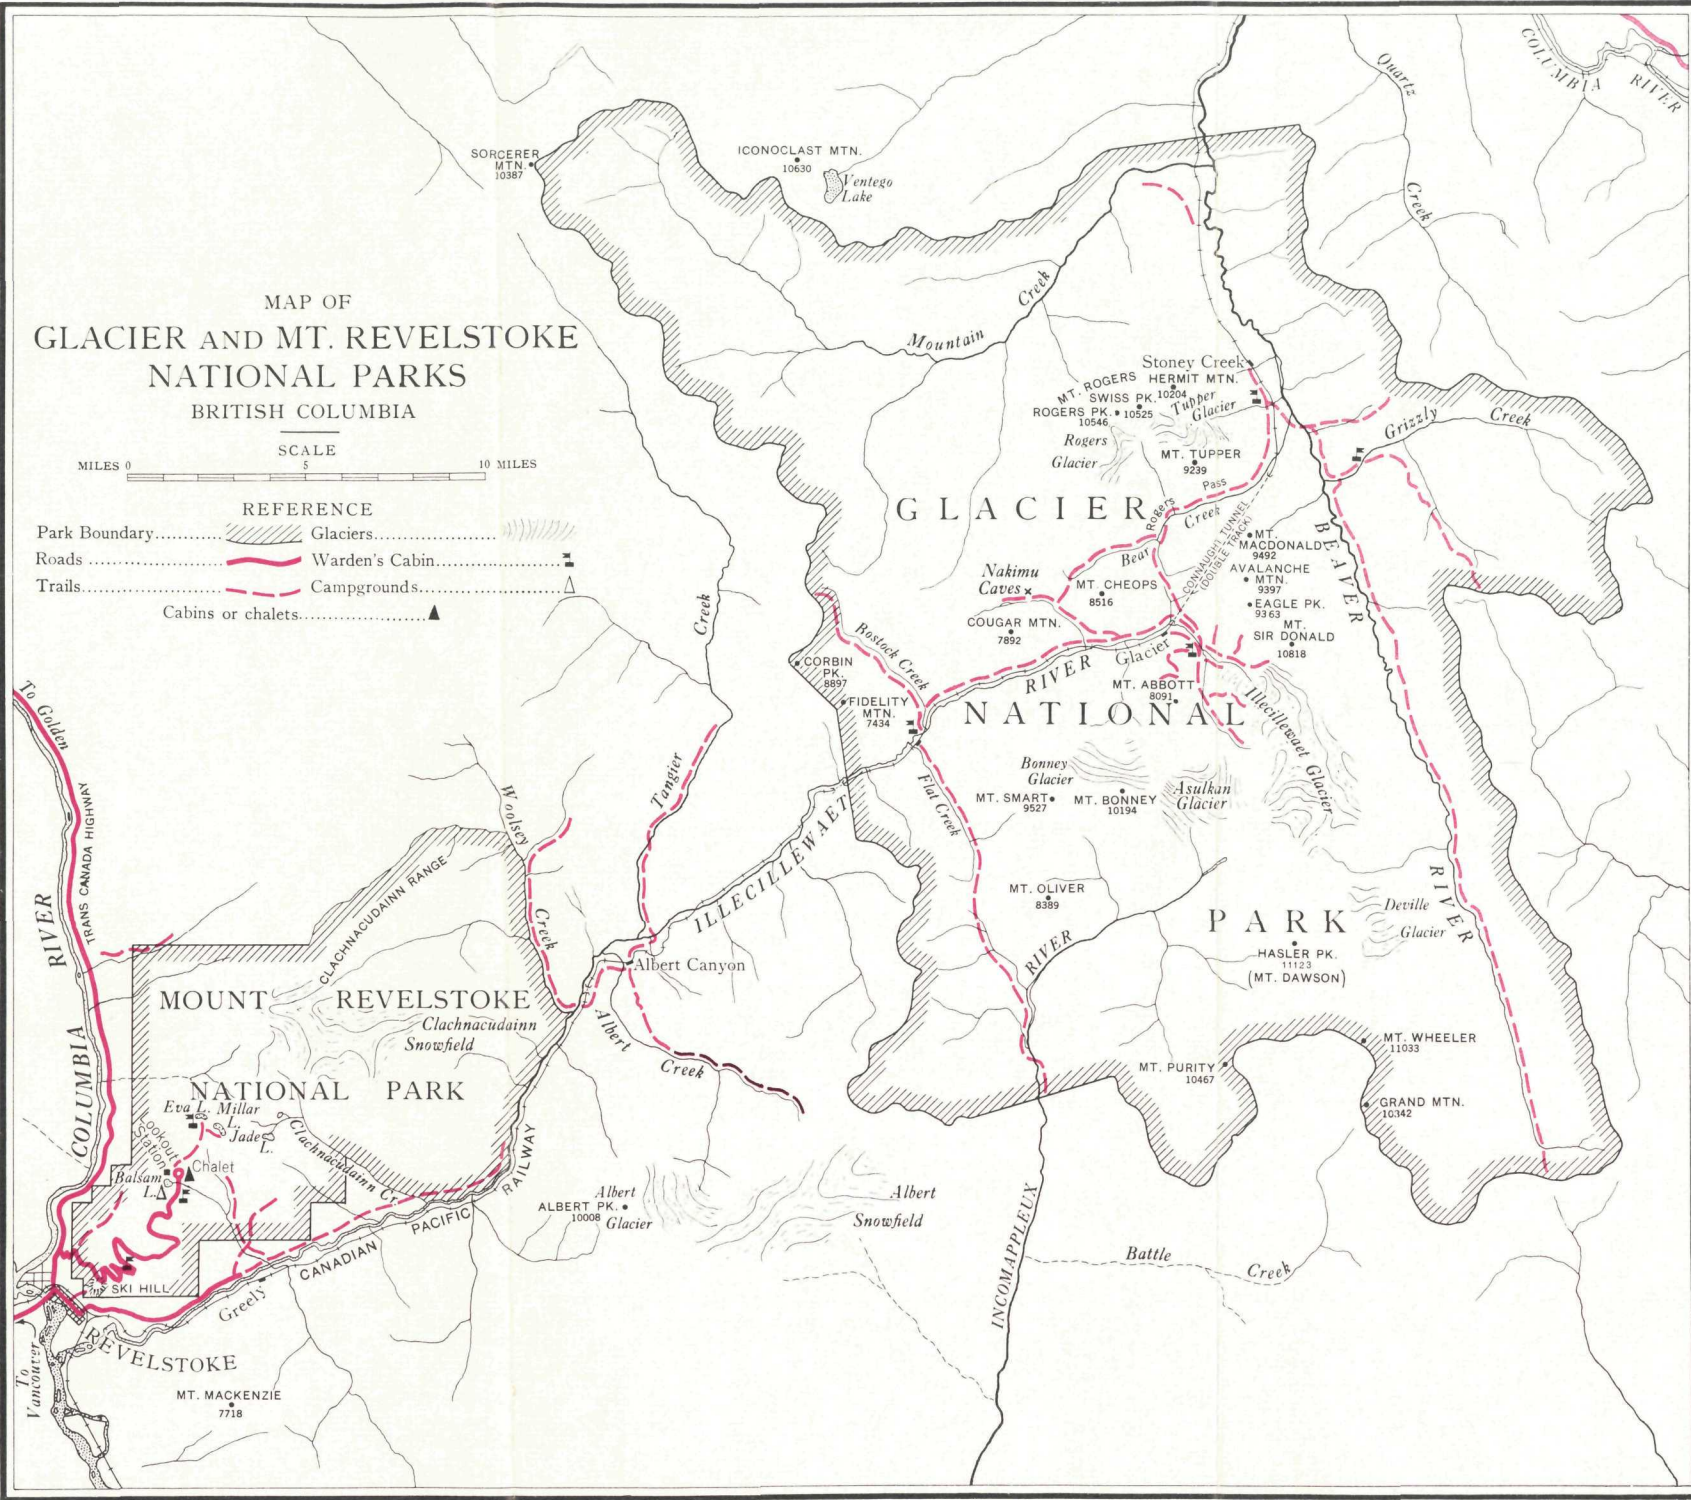 MAP OF
GLACIER AND MT. REVELSTOKE
NATIONAL PARKS
BRITISH COLUMBIA
SCALE
MILES 0 5 10 MILES
REFERENCE
Park Boundary
Glaciers
Roads
Warden's Cabin
Trails
Campgrounds
Cabins or chalets
SORCERER
MTN.
10387
ICONOCLAST MTN.
10630
Ventego
Lake
Quartz
Creek
COLUMBIA RIVER
Mountain Creek
Stoney Creek
MT. ROGERS
HERMIT MTN.
10204
SWISS PK.
10525
ROGERS PK.
10546
Tupper
Glacier
Rogers
Glacier
MT. TUPPER
9239
Grizzly Creek
Rogers Pass
Bear Creek
CONNAUGHT TUNNEL
(DOUBLE TRACK)
GLACIER
NATIONAL
PARK
MT.
MACDONALD
9492
AVALANCHE
MTN.
9397
EAGLE PK.
9363
MT.
SIR DONALD
10818
BEAVER
RIVER
Nakimu
Caves
MT. CHEOPS
8516
COUGAR MTN.
7892
Glacier
MT. ABBOTT
8091
Illecillewaet Glacier
Bostock Creek
CORBIN
PK.
8897
FIDELITY
MTN.
7434
ILLECILLEWAET
RIVER
Flat Creek
Bonney
Glacier
MT. SMART
9527
MT. BONNEY
10194
Asulkan
Glacier
MT. OLIVER
8389
Deville
Glacier
HASLER PK.
11123
(MT. DAWSON)
MT. WHEELER
11033
MT. PURITY
10467
GRAND MTN.
10342
INCOMAPPLEUX
RIVER
Battle Creek
Creek
Tangier
Woolsey
Creek
Albert Canyon
Albert
Creek
To Golden
TRANS CANADA HIGHWAY
COLUMBIA RIVER
CLACHNACUDAINN RANGE
MOUNT REVELSTOKE
NATIONAL PARK
Clachnacudainn
Snowfield
Eva L.
Millar
L.
Jade
L.
Lookout
Station
Chalet
Balsam
L.
Clachnacudainn Cr.
SKI HILL
Greely
CANADIAN PACIFIC RAILWAY
REVELSTOKE
To
Vancouver
MT. MACKENZIE
7718
ALBERT PK.
10008
Albert
Glacier
Albert
Snowfield